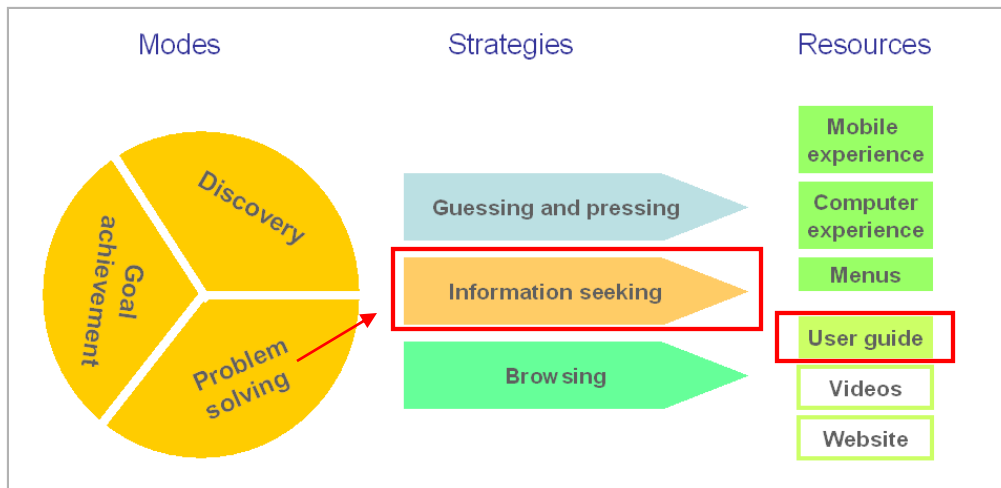 Modes
Strategies
Resources
Discovery
Goal
achievement
Problem
solving
Guessing and pressing
Information seeking
Browsing
Mobile
experience
Computer
experience
Menus
User guide
Videos
Website